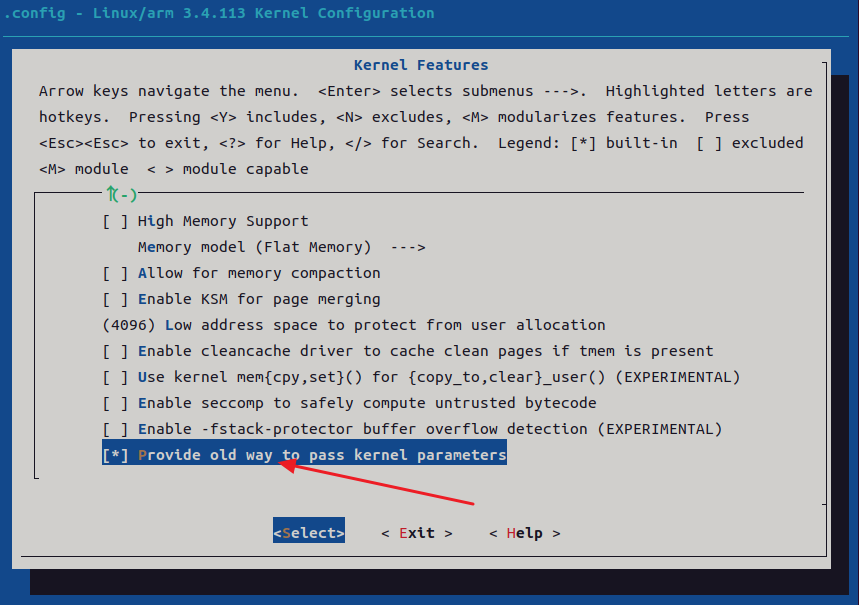 .config - Linux/arm 3.4.113 Kernel Configuration
Kernel Features
Arrow keys navigate the menu.  <Enter> selects submenus --->.  Highlighted letters are
hotkeys.  Pressing <Y> includes, <N> excludes, <M> modularizes features.  Press
<Esc><Esc> to exit, <?> for Help, </> for Search.  Legend: [*] built-in  [ ] excluded
<M> module  < > module capable
↑(-)
[ ] High Memory Support
Memory model (Flat Memory)  --->
[ ] Allow for memory compaction
[ ] Enable KSM for page merging
(4096) Low address space to protect from user allocation
[ ] Enable cleancache driver to cache clean pages if tmem is present
[ ] Use kernel mem{cpy,set}() for {copy_to,clear}_user() (EXPERIMENTAL)
[ ] Enable seccomp to safely compute untrusted bytecode
[ ] Enable -fstack-protector buffer overflow detection (EXPERIMENTAL)
[*] Provide old way to pass kernel parameters
<Select>    < Exit >    < Help >